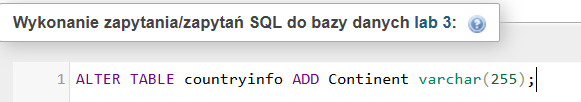 Wykonanie zapytania/zapytań SQL do bazy danych lab 3:
1 ALTER TABLE countryinfo ADD Continent varchar(255);